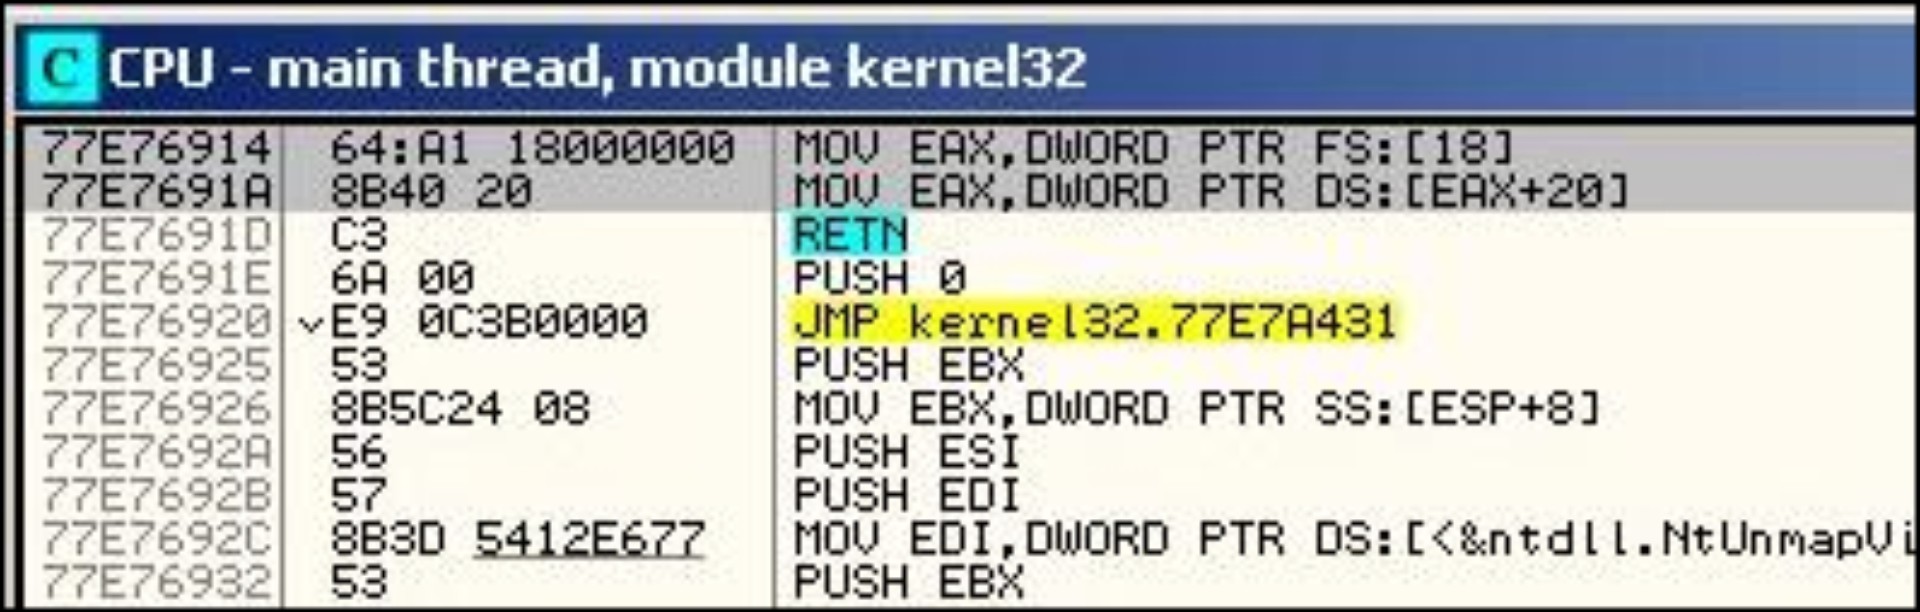 C CPU - main thread, module kernel32
77E76914 64:A1 18000000 MOV EAX,DWORD PTR FS:[18]
77E7691A 8B40 20 MOV EAX,DWORD PTR DS:[EAX+20]
77E7691D C3 RETN
77E7691E 6A 00 PUSH 0
77E76920 E9 0C3B0000 JMP kernel32.77E7A431
77E76925 53 PUSH EBX
77E76926 8B5C24 08 MOV EBX,DWORD PTR SS:[ESP+8]
77E7692A 56 PUSH ESI
77E7692B 57 PUSH EDI
77E7692C 8B3D 5412E677 MOV EDI,DWORD PTR DS:[<&ntdll.NtUnmapVi
77E76932 53 PUSH EBX